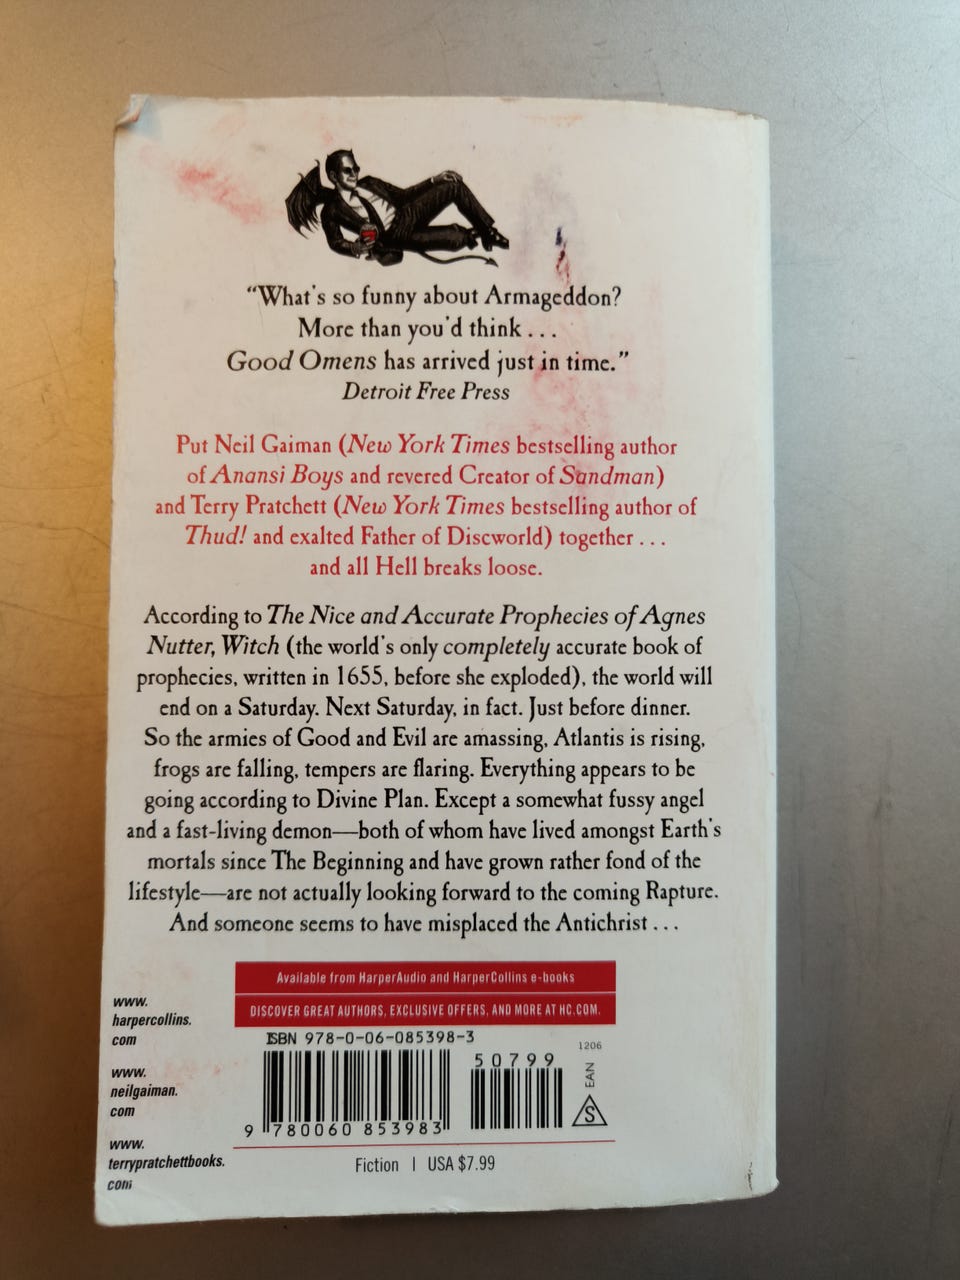 “What's so funny about Armageddon?
More than you'd think . . .
Good Omens has arrived just in time.”
Detroit Free Press
Put Neil Gaiman (New York Times bestselling author
of Anansi Boys and revered Creator of Sandman)
and Terry Pratchett (New York Times bestselling author of
Thud! and exalted Father of Discworld) together . . .
and all Hell breaks loose.
According to The Nice and Accurate Prophecies of Agnes
Nutter, Witch (the world's only completely accurate book of
prophecies, written in 1655, before she exploded), the world will
end on a Saturday. Next Saturday, in fact. Just before dinner.
So the armies of Good and Evil are amassing, Atlantis is rising,
frogs are falling, tempers are flaring. Everything appears to be
going according to Divine Plan. Except a somewhat fussy angel
and a fast-living demon—both of whom have lived amongst Earth's
mortals since The Beginning and have grown rather fond of the
lifestyle—are not actually looking forward to the coming Rapture.
And someone seems to have misplaced the Antichrist . . .
Available from HarperAudio and HarperCollins e-books
DISCOVER GREAT AUTHORS, EXCLUSIVE OFFERS, AND MORE AT HC.COM.
www.
harpercollins.
com
www.
neilgaiman.
com
www.
terrypratchettbooks.
com
ISBN 978-0-06-085398-3
50799
1206
EAN
S
9 780060 853983
Fiction | USA $7.99